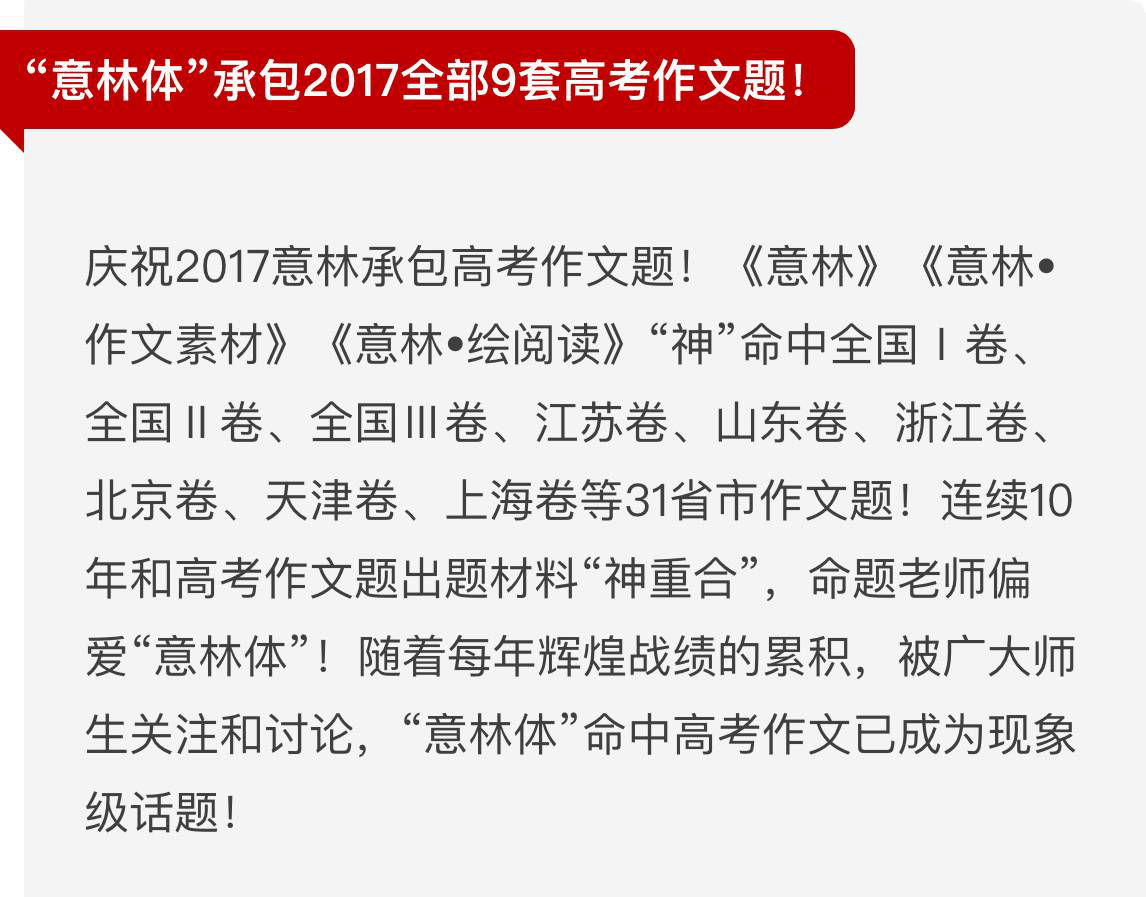 “意林体”承包2017全部9套高考作文题！
庆祝2017意林承包高考作文题！《意林》《意林•
作文素材》《意林•绘阅读》“神”命中全国Ⅰ卷、
全国Ⅱ卷、全国Ⅲ卷、江苏卷、山东卷、浙江卷、
北京卷、天津卷、上海卷等31省市作文题！连续10
年和高考作文题出题材料“神重合”，命题老师偏
爱“意林体”！随着每年辉煌战绩的累积，被广大师
生关注和讨论，“意林体”命中高考作文已成为现象
级话题！